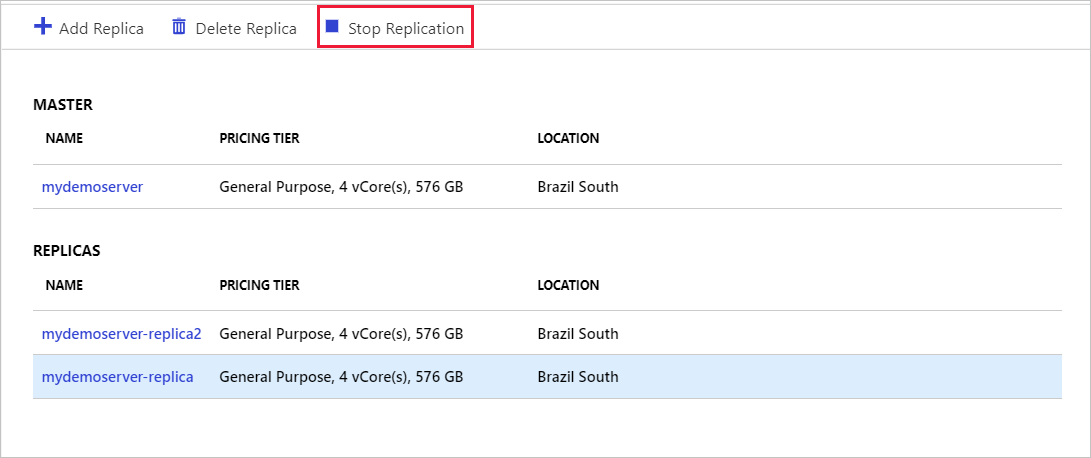 Add Replica Delete Replica Stop Replication
MASTER
NAME PRICING TIER LOCATION
mydemoserver General Purpose, 4 vCore(s), 576 GB Brazil South
REPLICAS
NAME PRICING TIER LOCATION
mydemoserver-replica2 General Purpose, 4 vCore(s), 576 GB Brazil South
mydemoserver-replica General Purpose, 4 vCore(s), 576 GB Brazil South